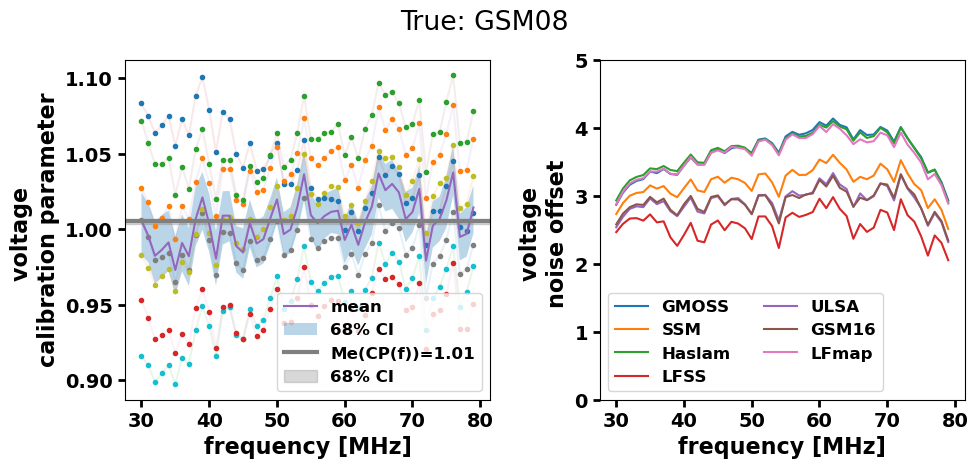 True: GSM08
voltage
calibration parameter
1.10
1.05
1.00
0.95
0.90
mean
68% CI
Me(CP(f))=1.01
68% CI
30 40 50 60 70 80
frequency [MHz]
voltage
noise offset
5
4
3
2
1
0
GMOSS ULSA
SSM GSM16
Haslam LFmap
LFSS
30 40 50 60 70 80
frequency [MHz]